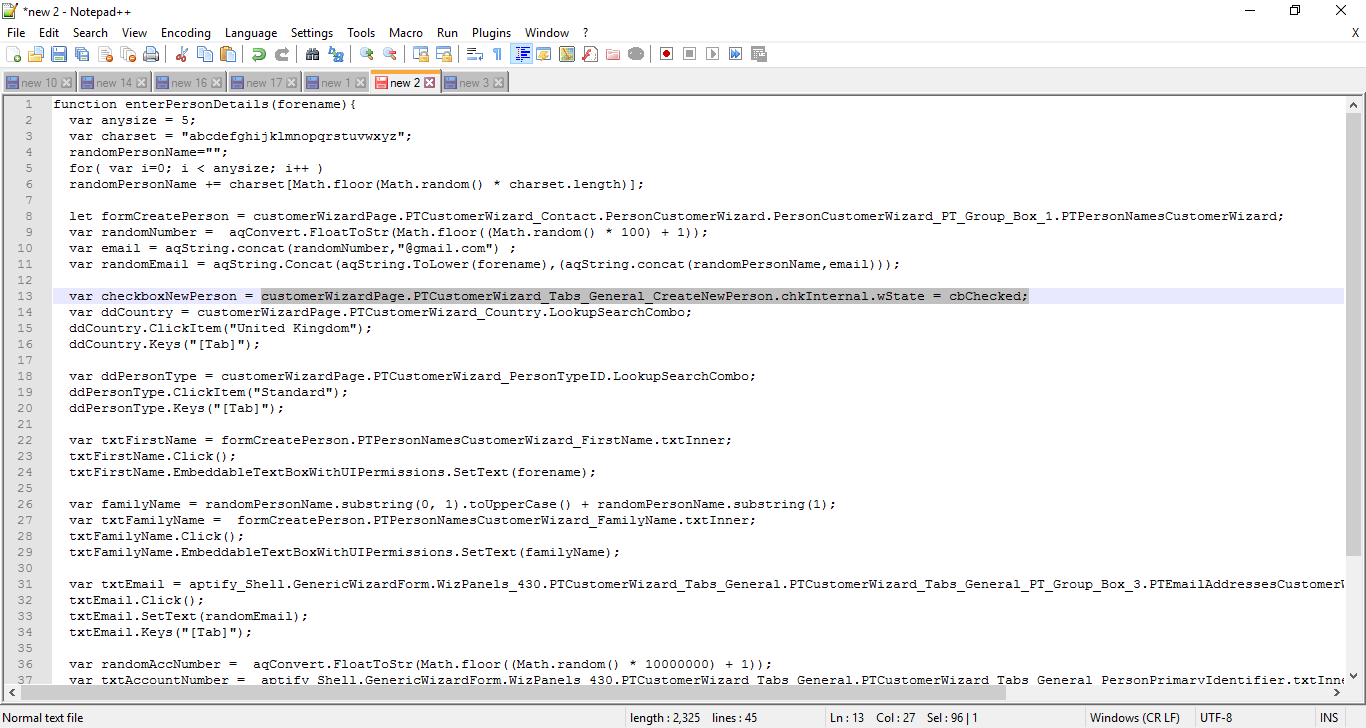 *new 2 - Notepad++
File Edit Search View Encoding Language Settings Tools Macro Run Plugins Window ? X
new 10 new 14 new 16 new 17 new 1 new 2 new 3
1 function enterPersonDetails(forename){
2 var anysize = 5;
3 var charset = "abcdefghijklmnopqrstuvwxyz";
4 randomPersonName="";
5 for( var i=0; i < anysize; i++ )
6 randomPersonName += charset[Math.floor(Math.random() * charset.length)];
7
8 let formCreatePerson = customerWizardPage.PTCustomerWizard_Contact.PersonCustomerWizard.PersonCustomerWizard_PT_Group_Box_1.PTPersonNamesCustomerWizard;
9 var randomNumber =  aqConvert.FloatToStr(Math.floor((Math.random() * 100) + 1));
10 var email = aqString.concat(randomNumber,"@gmail.com") ;
11 var randomEmail = aqString.Concat(aqString.ToLower(forename),(aqString.concat(randomPersonName,email)));
12
13 var checkboxNewPerson = customerWizardPage.PTCustomerWizard_Tabs_General_CreateNewPerson.chkInternal.wState = cbChecked;
14 var ddCountry = customerWizardPage.PTCustomerWizard_Country.LookupSearchCombo;
15 ddCountry.ClickItem("United Kingdom");
16 ddCountry.Keys("[Tab]");
17
18 var ddPersonType = customerWizardPage.PTCustomerWizard_PersonTypeID.LookupSearchCombo;
19 ddPersonType.ClickItem("Standard");
20 ddPersonType.Keys("[Tab]");
21
22 var txtFirstName = formCreatePerson.PTPersonNamesCustomerWizard_FirstName.txtInner;
23 txtFirstName.Click();
24 txtFirstName.EmbeddableTextBoxWithUIPermissions.SetText(forename);
25
26 var familyName = randomPersonName.substring(0, 1).toUpperCase() + randomPersonName.substring(1);
27 var txtFamilyName =  formCreatePerson.PTPersonNamesCustomerWizard_FamilyName.txtInner;
28 txtFamilyName.Click();
29 txtFamilyName.EmbeddableTextBoxWithUIPermissions.SetText(familyName);
30
31 var txtEmail = aptify_Shell.GenericWizardForm.WizPanels_430.PTCustomerWizard_Tabs_General.PTCustomerWizard_Tabs_General_PT_Group_Box_3.PTEmailAddressesCustomerW
32 txtEmail.Click();
33 txtEmail.SetText(randomEmail);
34 txtEmail.Keys("[Tab]");
35
36 var randomAccNumber =  aqConvert.FloatToStr(Math.floor((Math.random() * 10000000) + 1));
37 var txtAccountNumber =  aptify_Shell.GenericWizardForm.WizPanels_430.PTCustomerWizard_Tabs_General.PTCustomerWizard_Tabs_General_PersonPrimaryIdentifier.txtInne
Normal text file length : 2,325 lines : 45 Ln : 13 Col : 27 Sel : 96 | 1 Windows (CR LF) UTF-8 INS